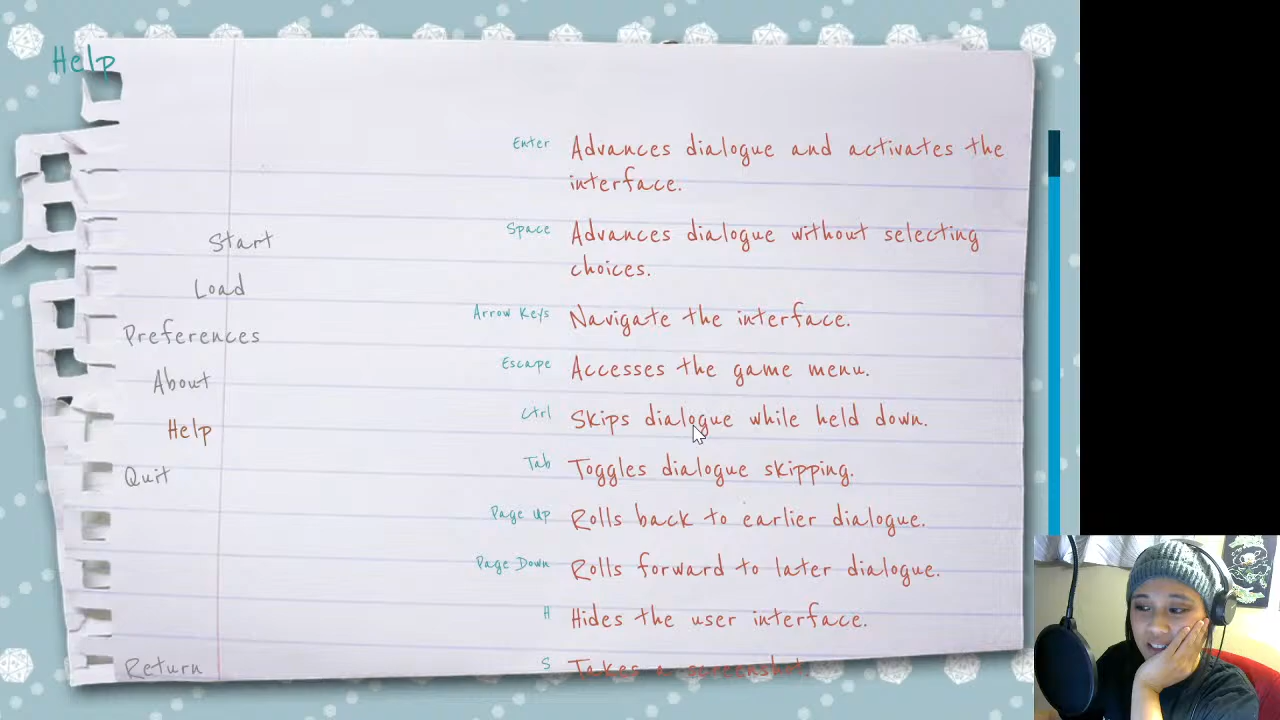 Help
Start
Load
Preferences
About
Help
Quit
Return
Enter Advances dialogue and activates the
interface.
Space Advances dialogue without selecting
choices.
Arrow Keys Navigate the interface.
Escape Accesses the game menu.
Ctrl Skips dialogue while held down.
Tab Toggles dialogue skipping.
Page Up Rolls back to earlier dialogue.
Page Down Rolls forward to later dialogue.
H Hides the user interface.
S Takes a screenshot.